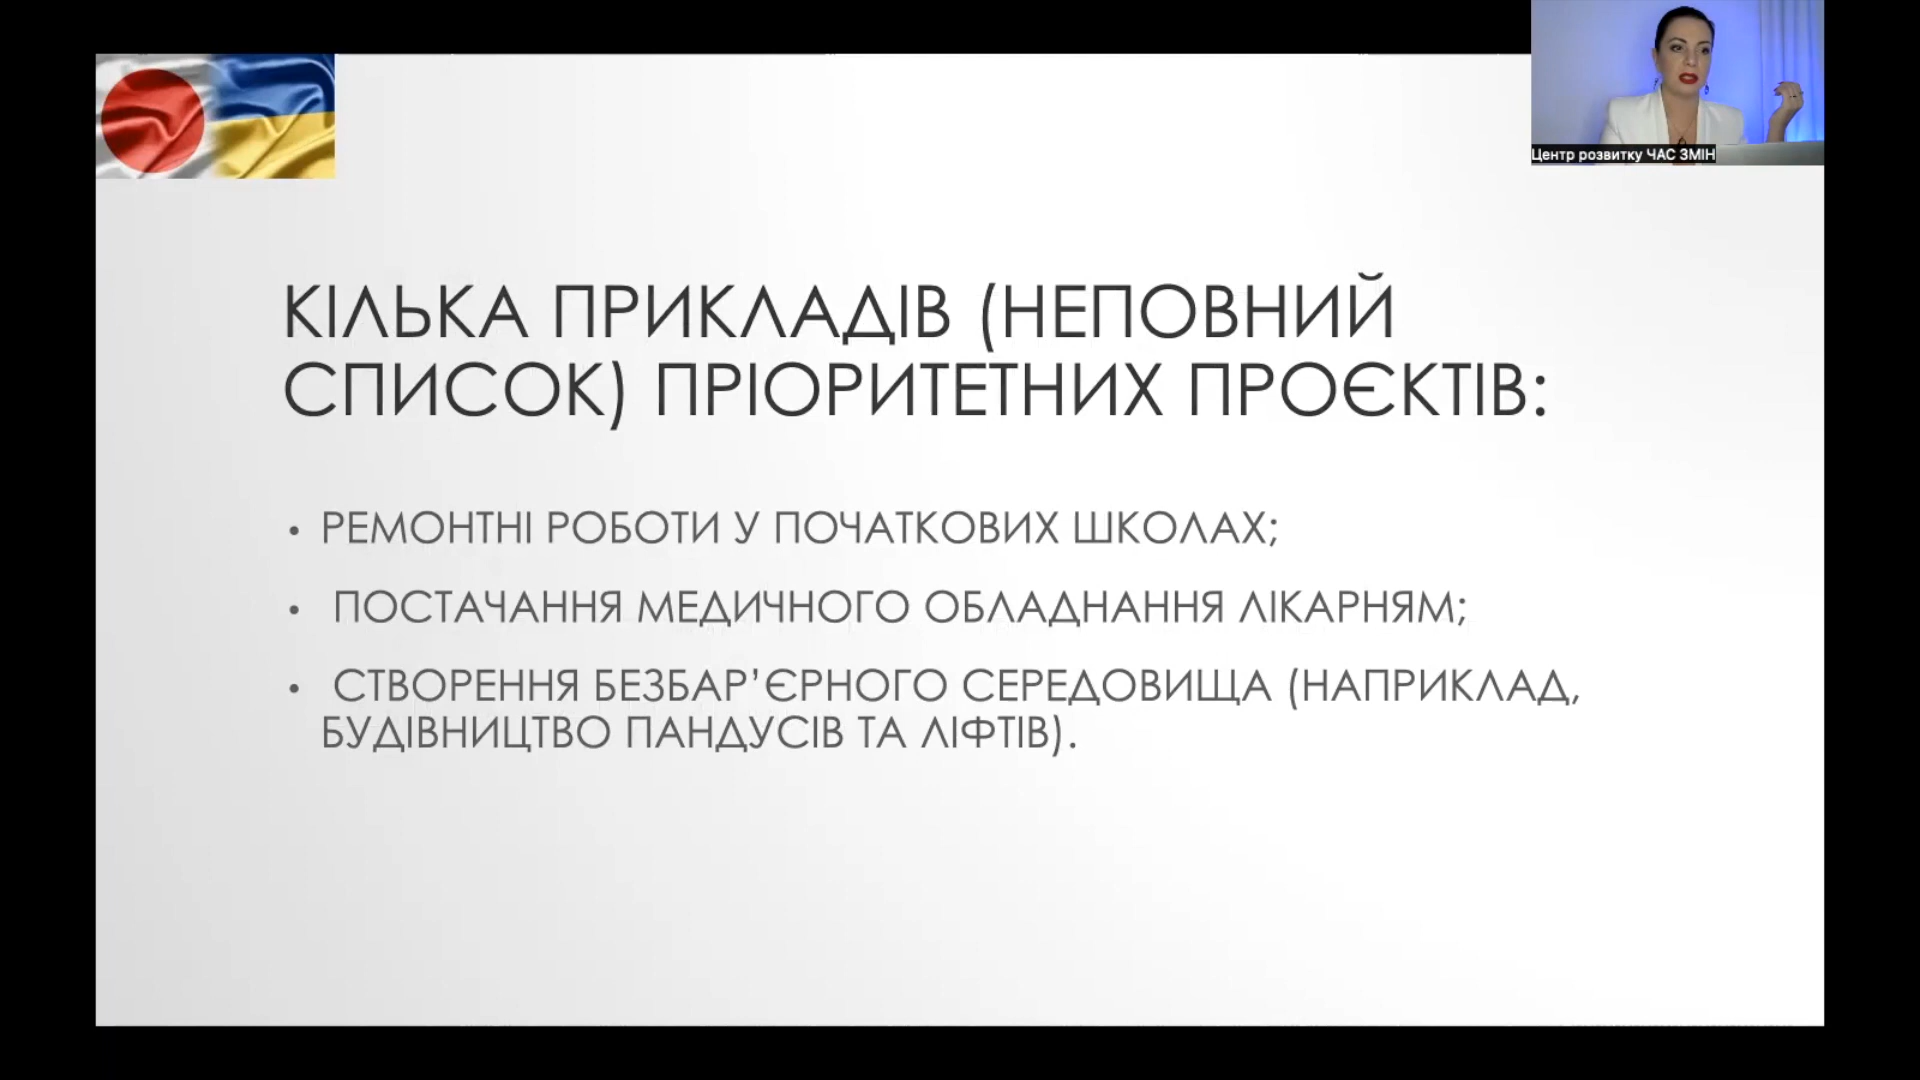 Центр розвитку ЧАС ЗМІН
КІЛЬКА ПРИКЛАДІВ (НЕПОВНИЙ
СПИСОК) ПРІОРИТЕТНИХ ПРОЄКТІВ:
• РЕМОНТНІ РОБОТИ У ПОЧАТКОВИХ ШКОЛАХ;
• ПОСТАЧАННЯ МЕДИЧНОГО ОБЛАДНАННЯ ЛІКАРНЯМ;
• СТВОРЕННЯ БЕЗБАР’ЄРНОГО СЕРЕДОВИЩА (НАПРИКЛАД,
БУДІВНИЦТВО ПАНДУСІВ ТА ЛІФТІВ).